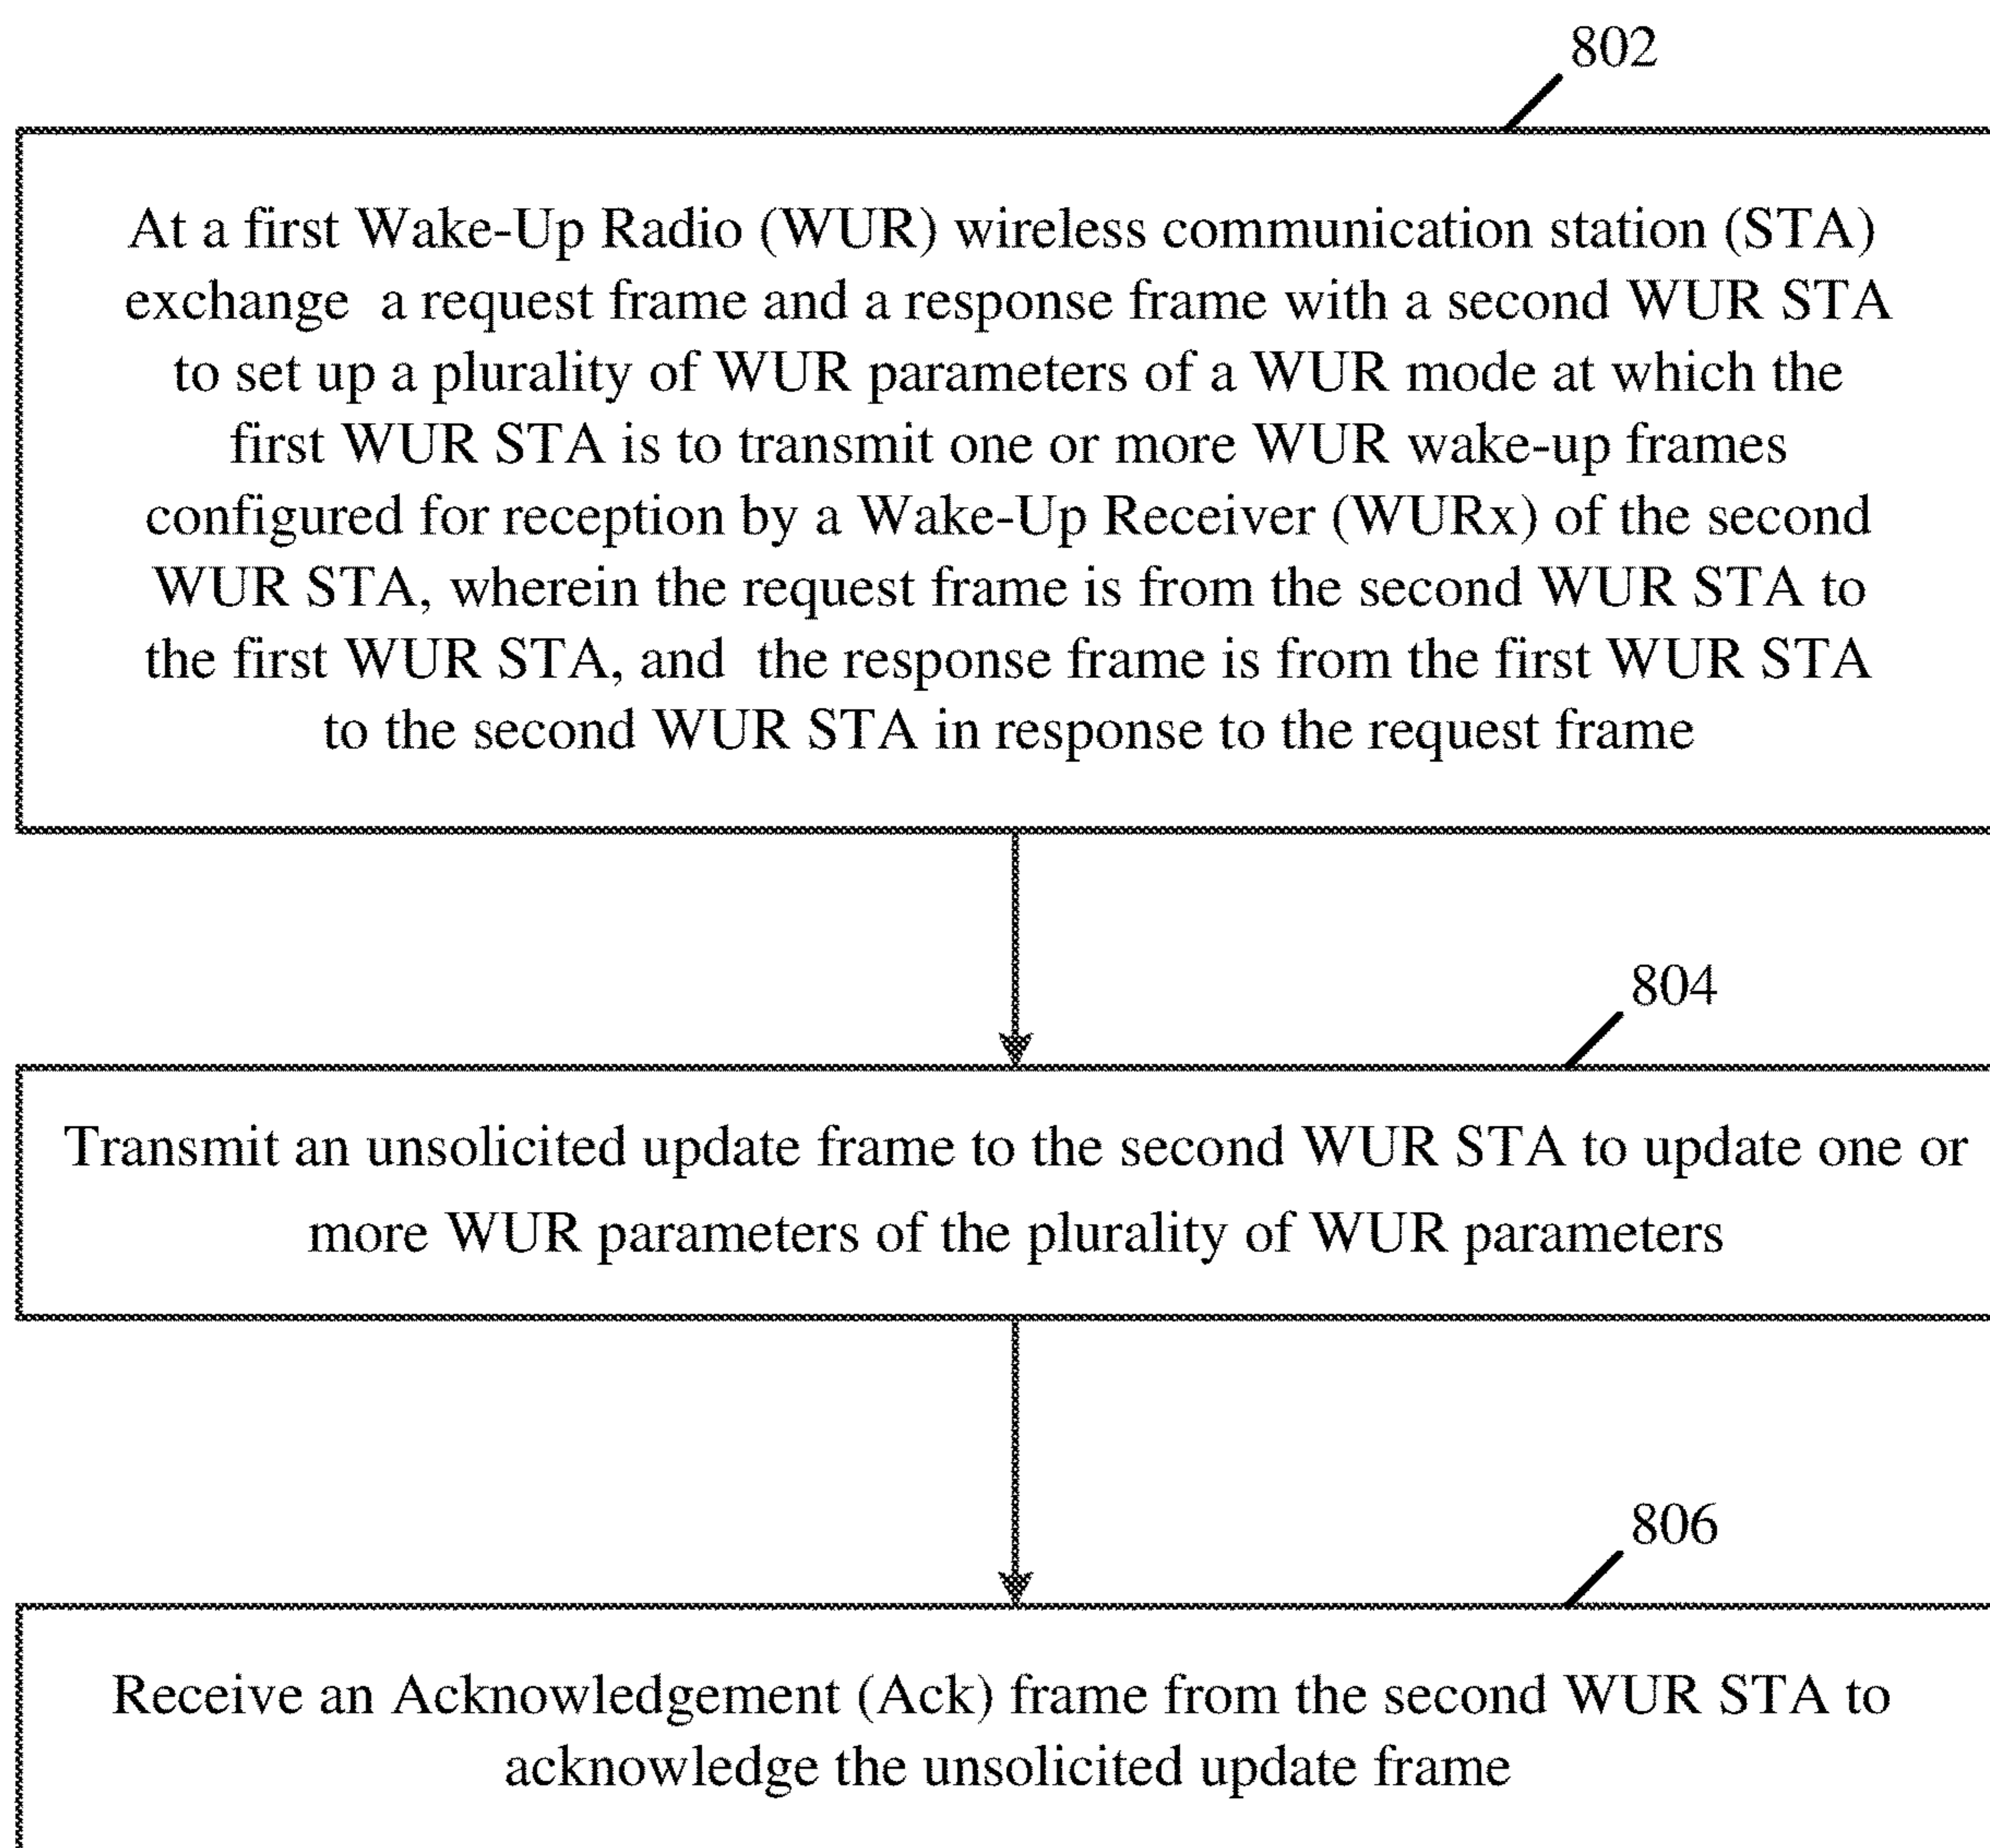 802
At a first Wake-Up Radio (WUR) wireless communication station (STA)
exchange a request frame and a response frame with a second WUR STA
to set up a plurality of WUR parameters of a WUR mode at which the
first WUR STA is to transmit one or more WUR wake-up frames
configured for reception by a Wake-Up Receiver (WURx) of the second
WUR STA, wherein the request frame is from the second WUR STA to
the first WUR STA, and the response frame is from the first WUR STA
to the second WUR STA in response to the request frame
804
Transmit an unsolicited update frame to the second WUR STA to update one or
more WUR parameters of the plurality of WUR parameters
806
Receive an Acknowledgement (Ack) frame from the second WUR STA to
acknowledge the unsolicited update frame